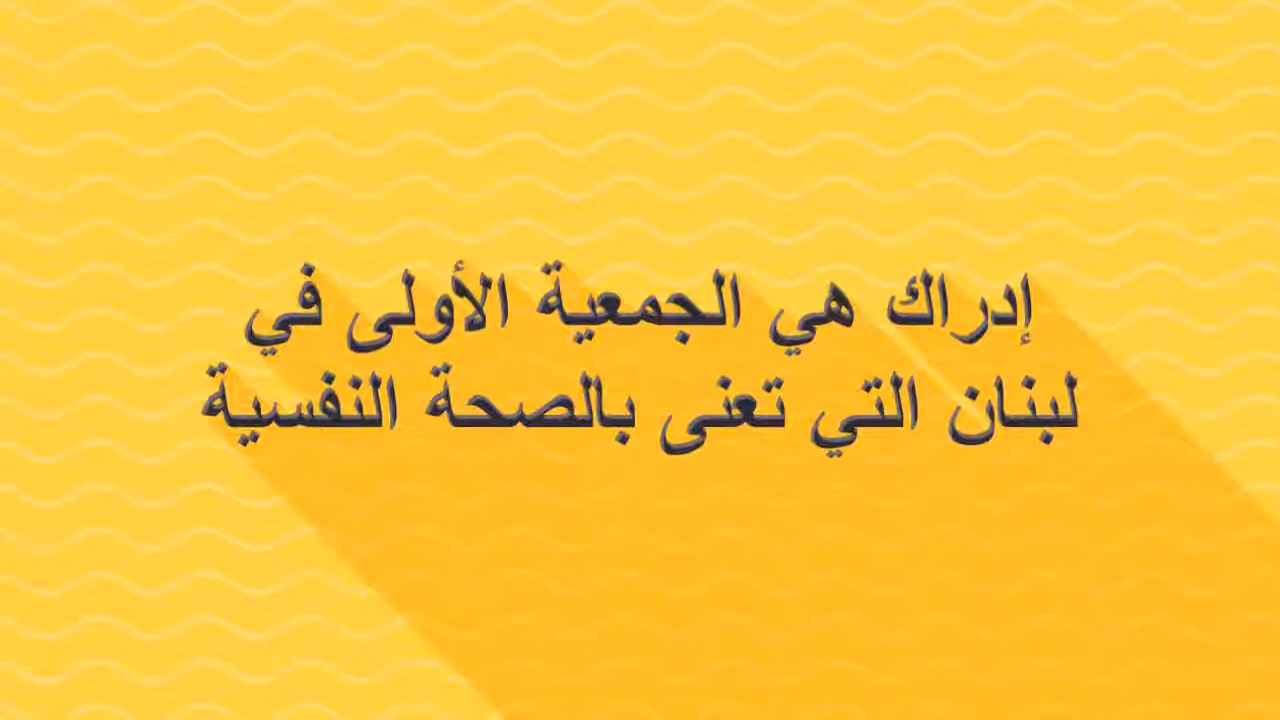 إدراك هي الجمعية الأولى في
لبنان التي تعنى بالصحة النفسية